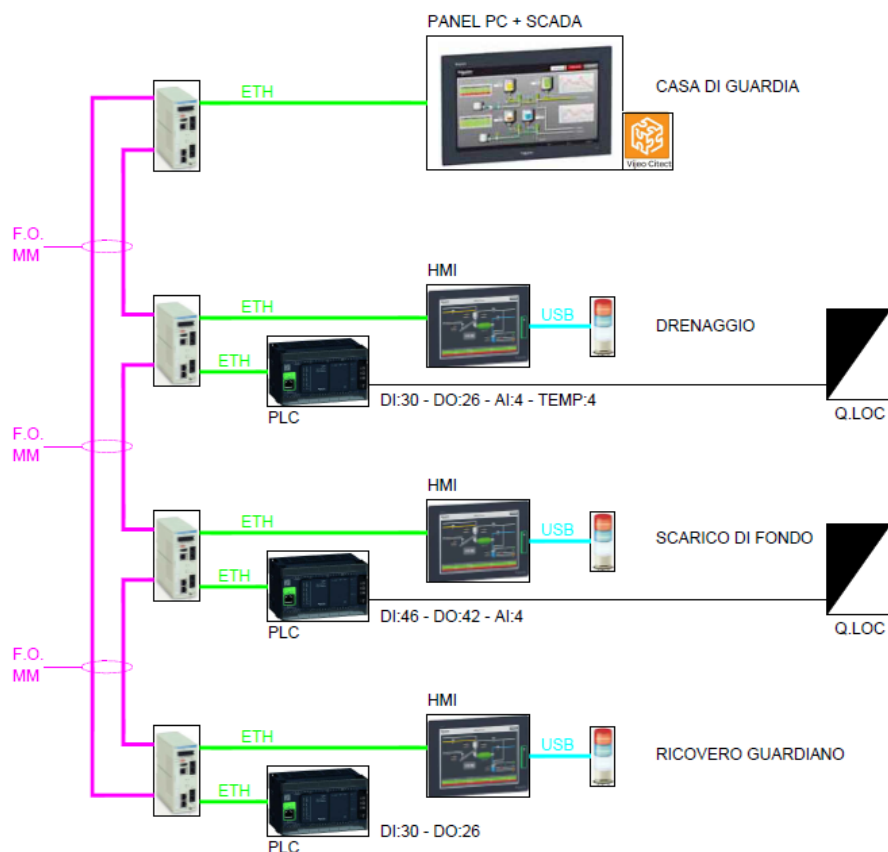 PANEL PC + SCADA
ETH
CASA DI GUARDIA
Vijeo Citect
F.O.
MM
HMI
ETH
USB
DRENAGGIO
ETH
PLC
DI:30 - DO:26 - AI:4 - TEMP:4
Q.LOC
F.O.
MM
HMI
ETH
USB
SCARICO DI FONDO
ETH
PLC
DI:46 - DO:42 - AI:4
Q.LOC
F.O.
MM
HMI
ETH
USB
RICOVERO GUARDIANO
ETH
PLC
DI:30 - DO:26